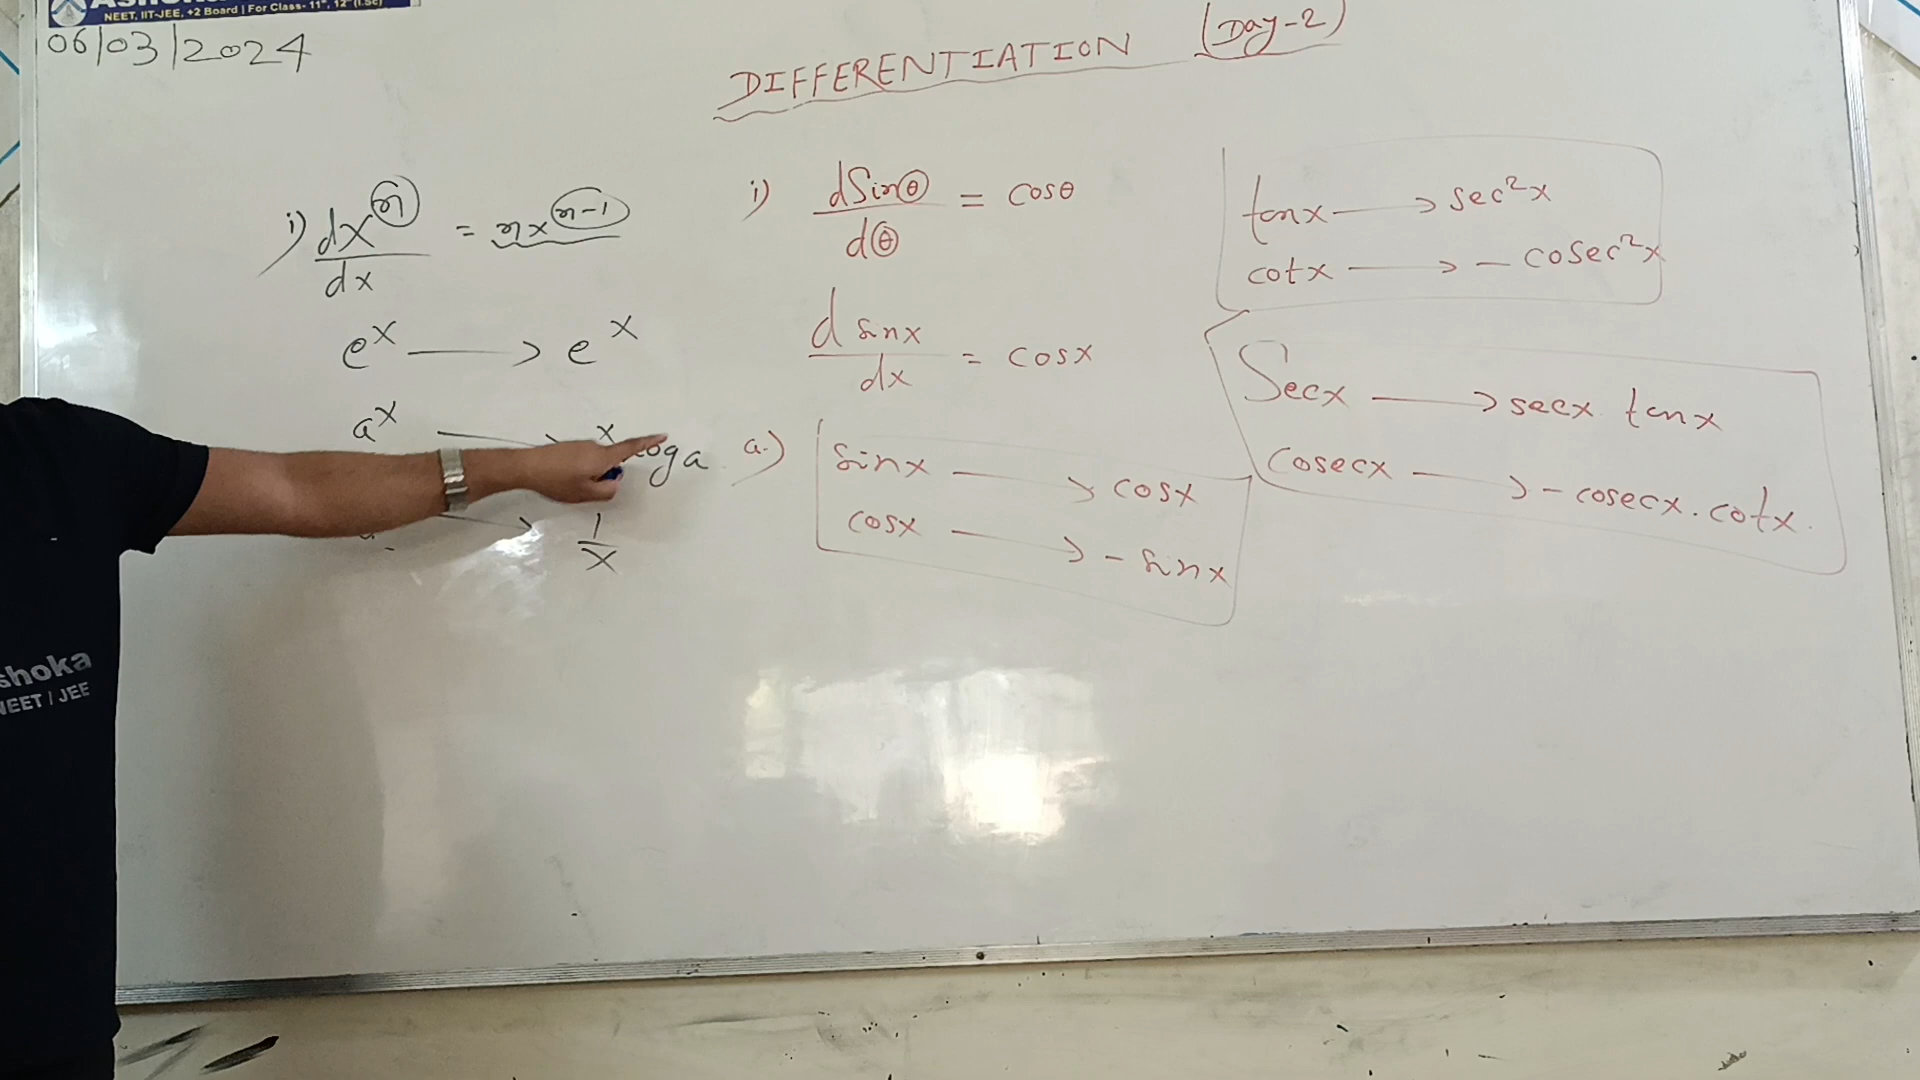 NEET, IIT-JEE, +2 Board | For Class- 11th, 12th (I.Sc)
06/03/2024
DIFFERENTIATION (Day-2)
i) dx^n/dx = nx^(n-1)
e^x → e^x
a^x → x log a
→ 1/x
i) dSinθ/dθ = cosθ
d sinx/dx = cosx
a.) sinx → cosx
cosx → - sinx
tanx → sec²x
cotx → - cosec²x
Secx → secx tanx
cosecx → - cosecx . cotx.
shoka
NEET / JEE